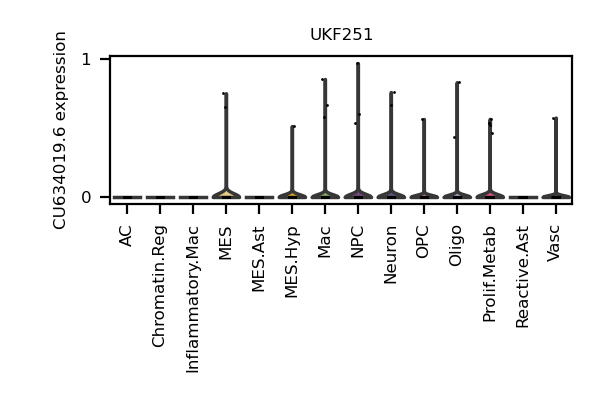 UKF251
CU634019.6 expression
1
0
AC
Chromatin.Reg
Inflammatory.Mac
MES
MES.Ast
MES.Hyp
Mac
NPC
Neuron
OPC
Oligo
Prolif.Metab
Reactive.Ast
Vasc